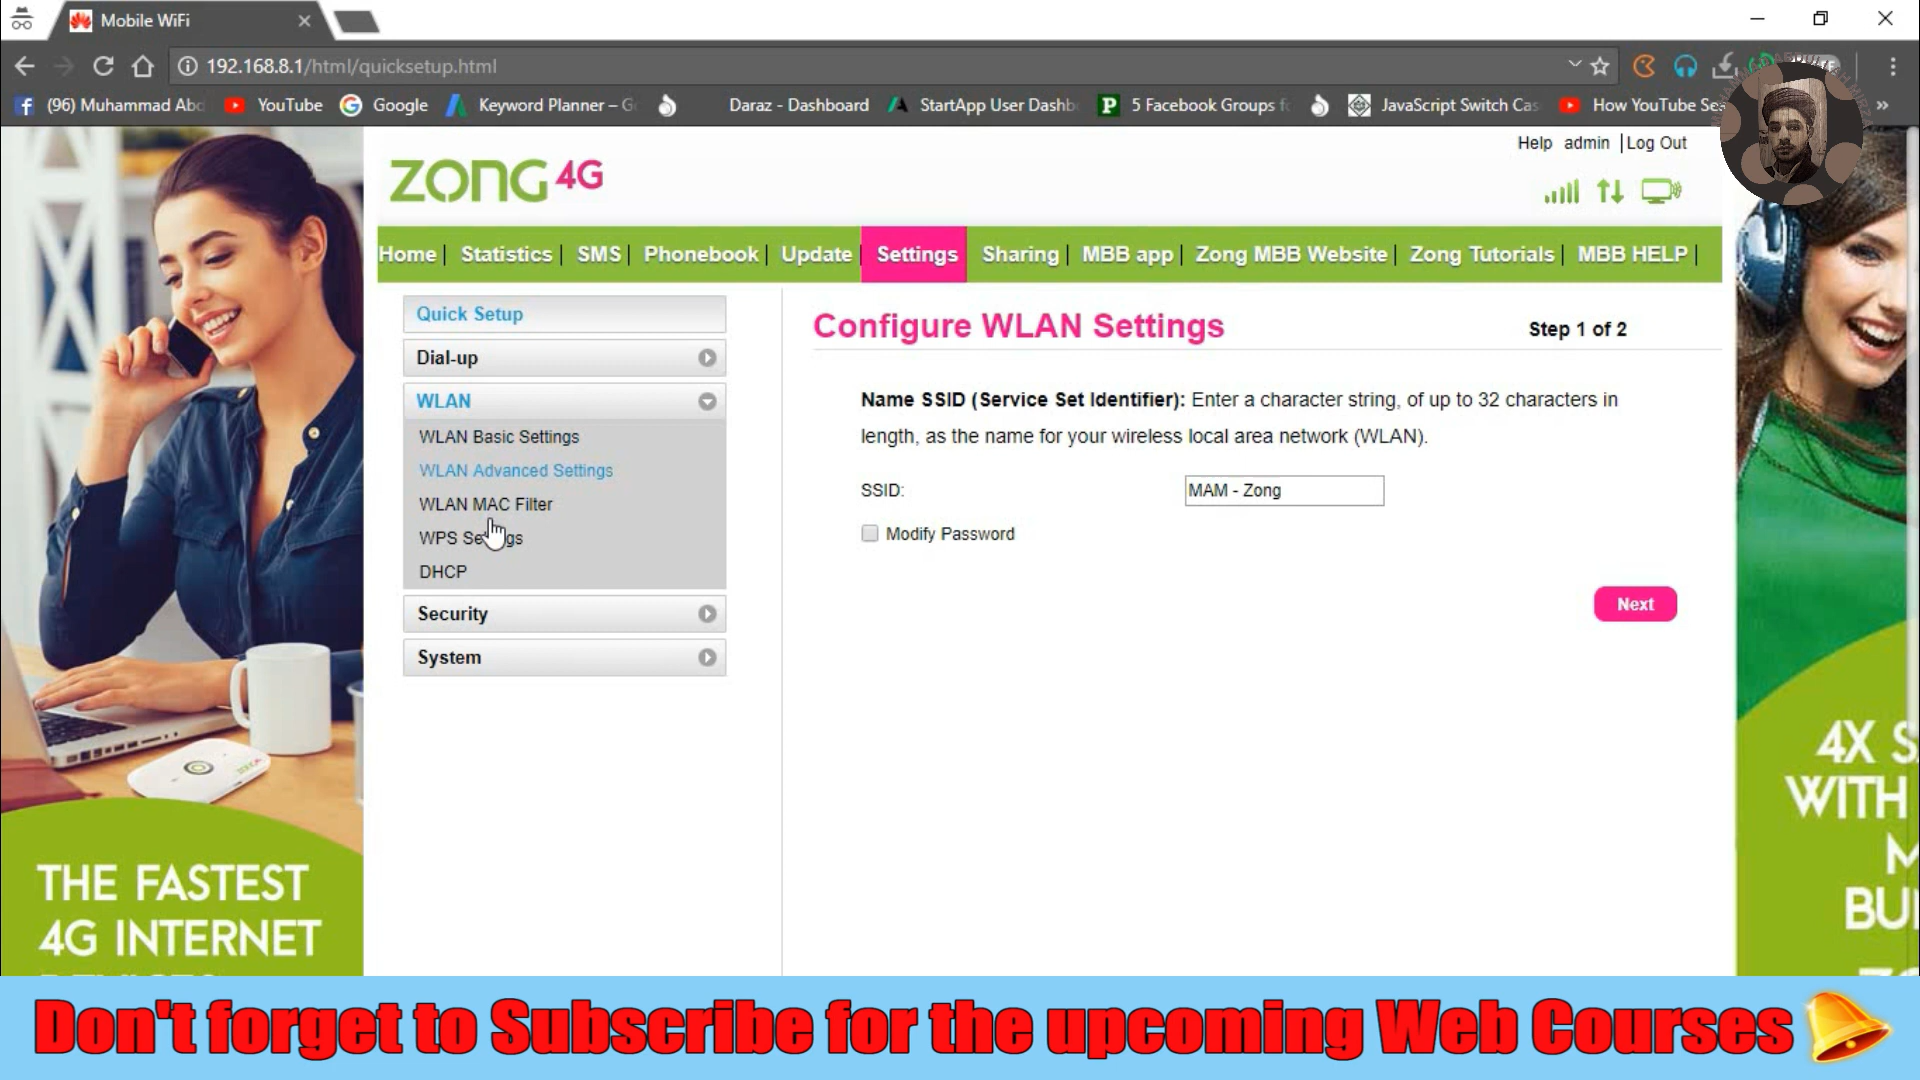 Mobile WiFi
192.168.8.1/html/quicksetup.html
(96) Muhammad Abd
YouTube
Google
Keyword Planner – G
Daraz - Dashboard
StartApp User Dashb
5 Facebook Groups f
JavaScript Switch Cas
How YouTube Sea
Help admin |Log Out
ZONG 4G
Home | Statistics | SMS | Phonebook | Update | Settings Sharing | MBB app | Zong MBB Website | Zong Tutorials | MBB HELP |
Quick Setup
Dial-up
WLAN
WLAN Basic Settings
WLAN Advanced Settings
WLAN MAC Filter
WPS Se gs
DHCP
Security
System
Configure WLAN Settings
Step 1 of 2
Name SSID (Service Set Identifier): Enter a character string, of up to 32 characters in
length, as the name for your wireless local area network (WLAN).
SSID:
MAM - Zong
Modify Password
Next
THE FASTEST
4G INTERNET
4X S
WITH
M
BU
Don't forget to Subscribe for the upcoming Web Courses